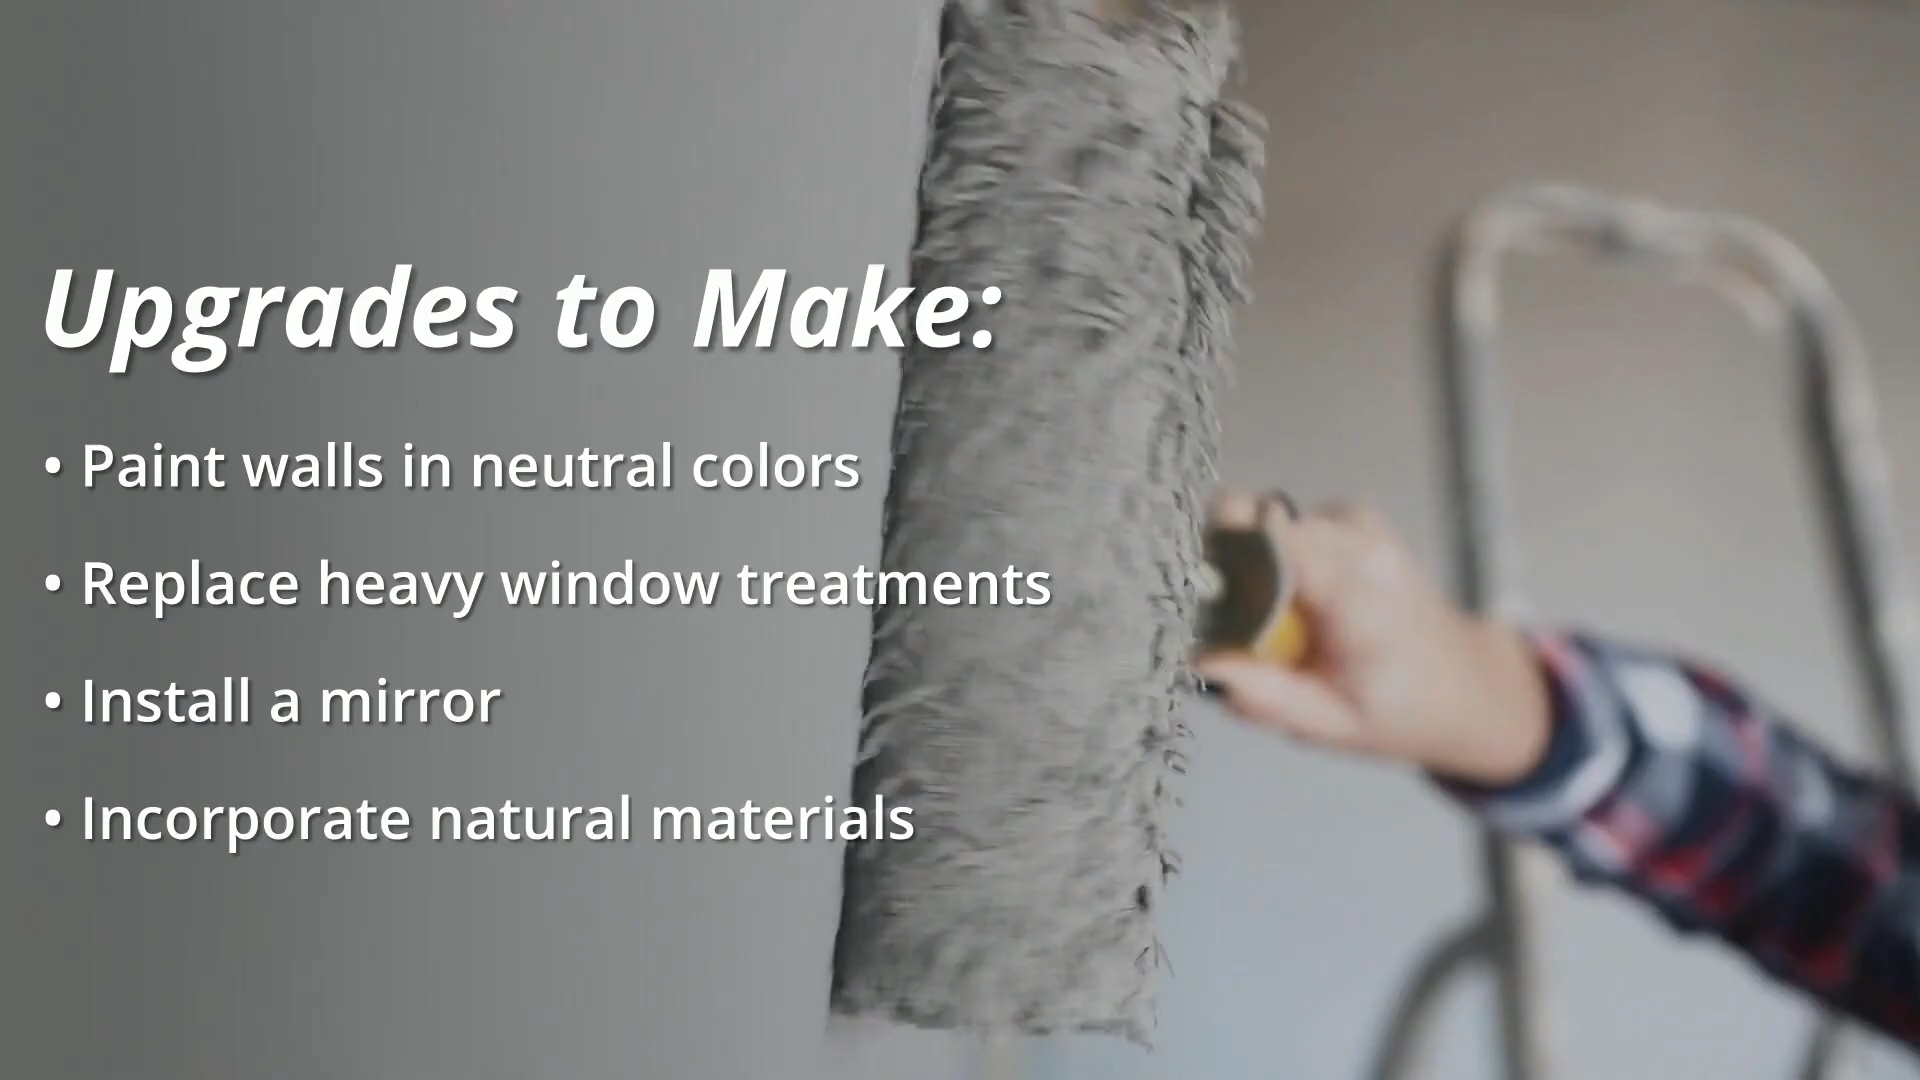 Upgrades to Make:
• Paint walls in neutral colors
• Replace heavy window treatments
• Install a mirror
• Incorporate natural materials